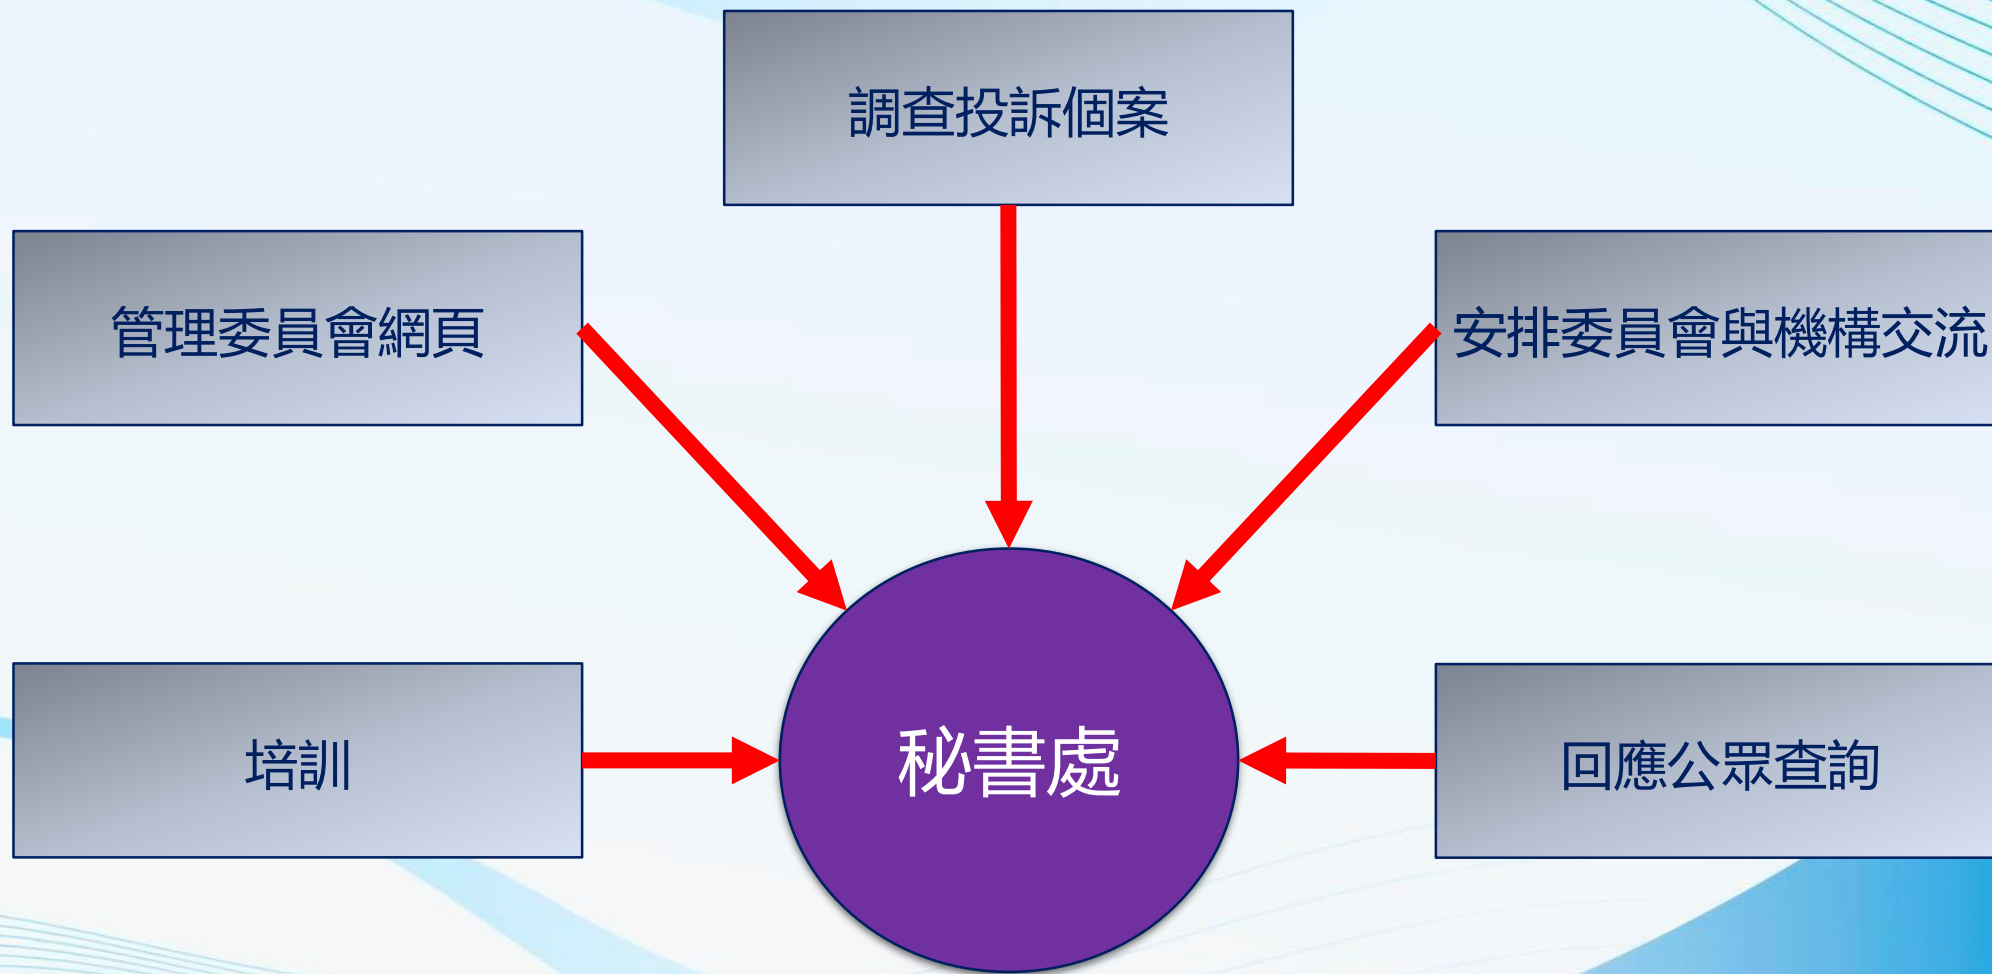 調查投訴個案
管理委員會網頁
安排委員會與機構交流
培訓
秘書處
回應公眾查詢